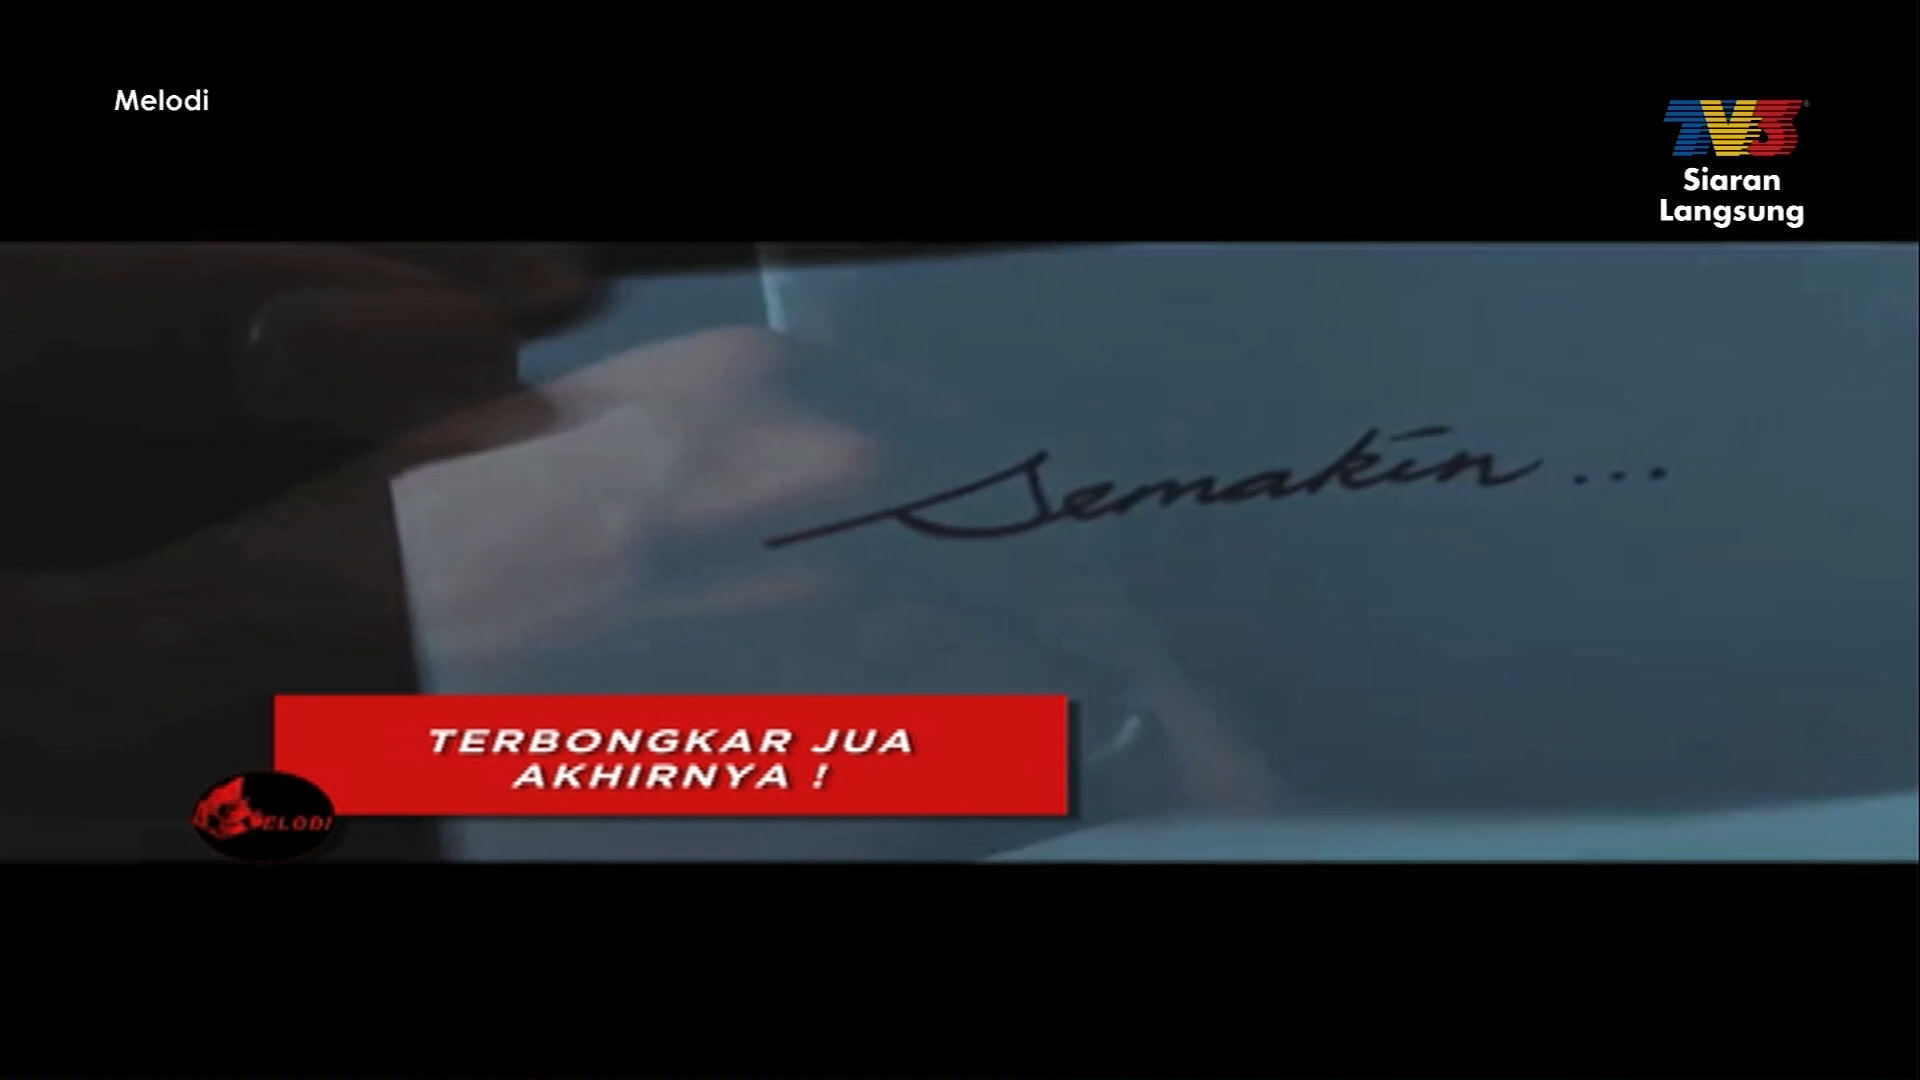 Melodi
TV3
Siaran
Langsung
Semakin ...
TERBONGKAR JUA
AKHIRNYA !
MELODI